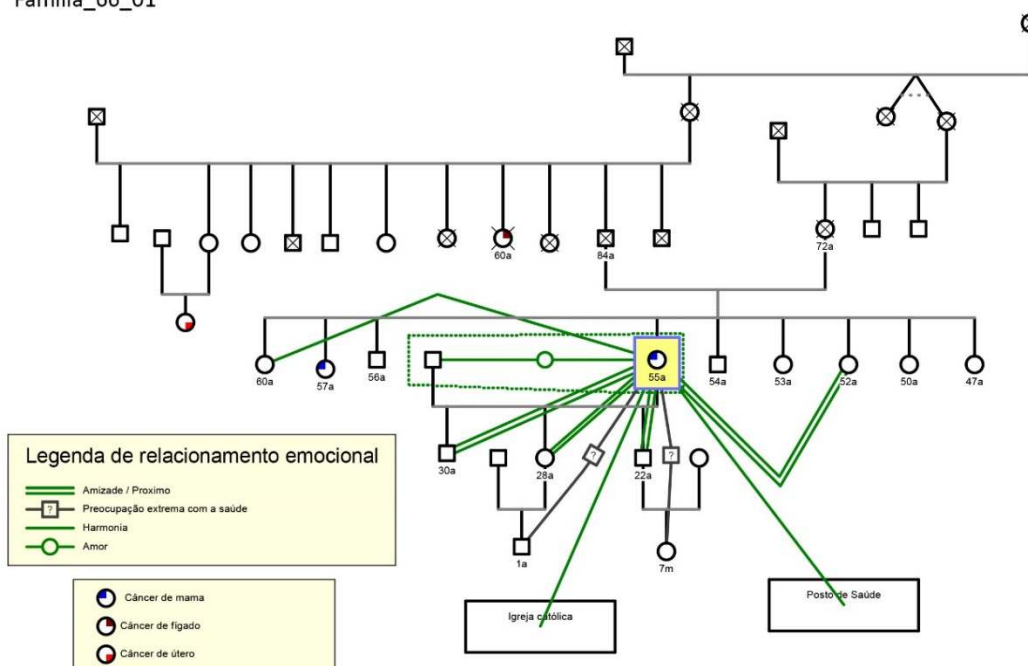 Família_06_01
60a
84a
72a
60a
57a
56a
55a
54a
53a
52a
50a
47a
30a
28a
22a
?
?
1a
7m
Legenda de relacionamento emocional
Amizade / Proximo
? Preocupação extrema com a saúde
Harmonia
Amor
Câncer de mama
Câncer de fígado
Câncer de útero
Igreja católica
Posto de Saúde